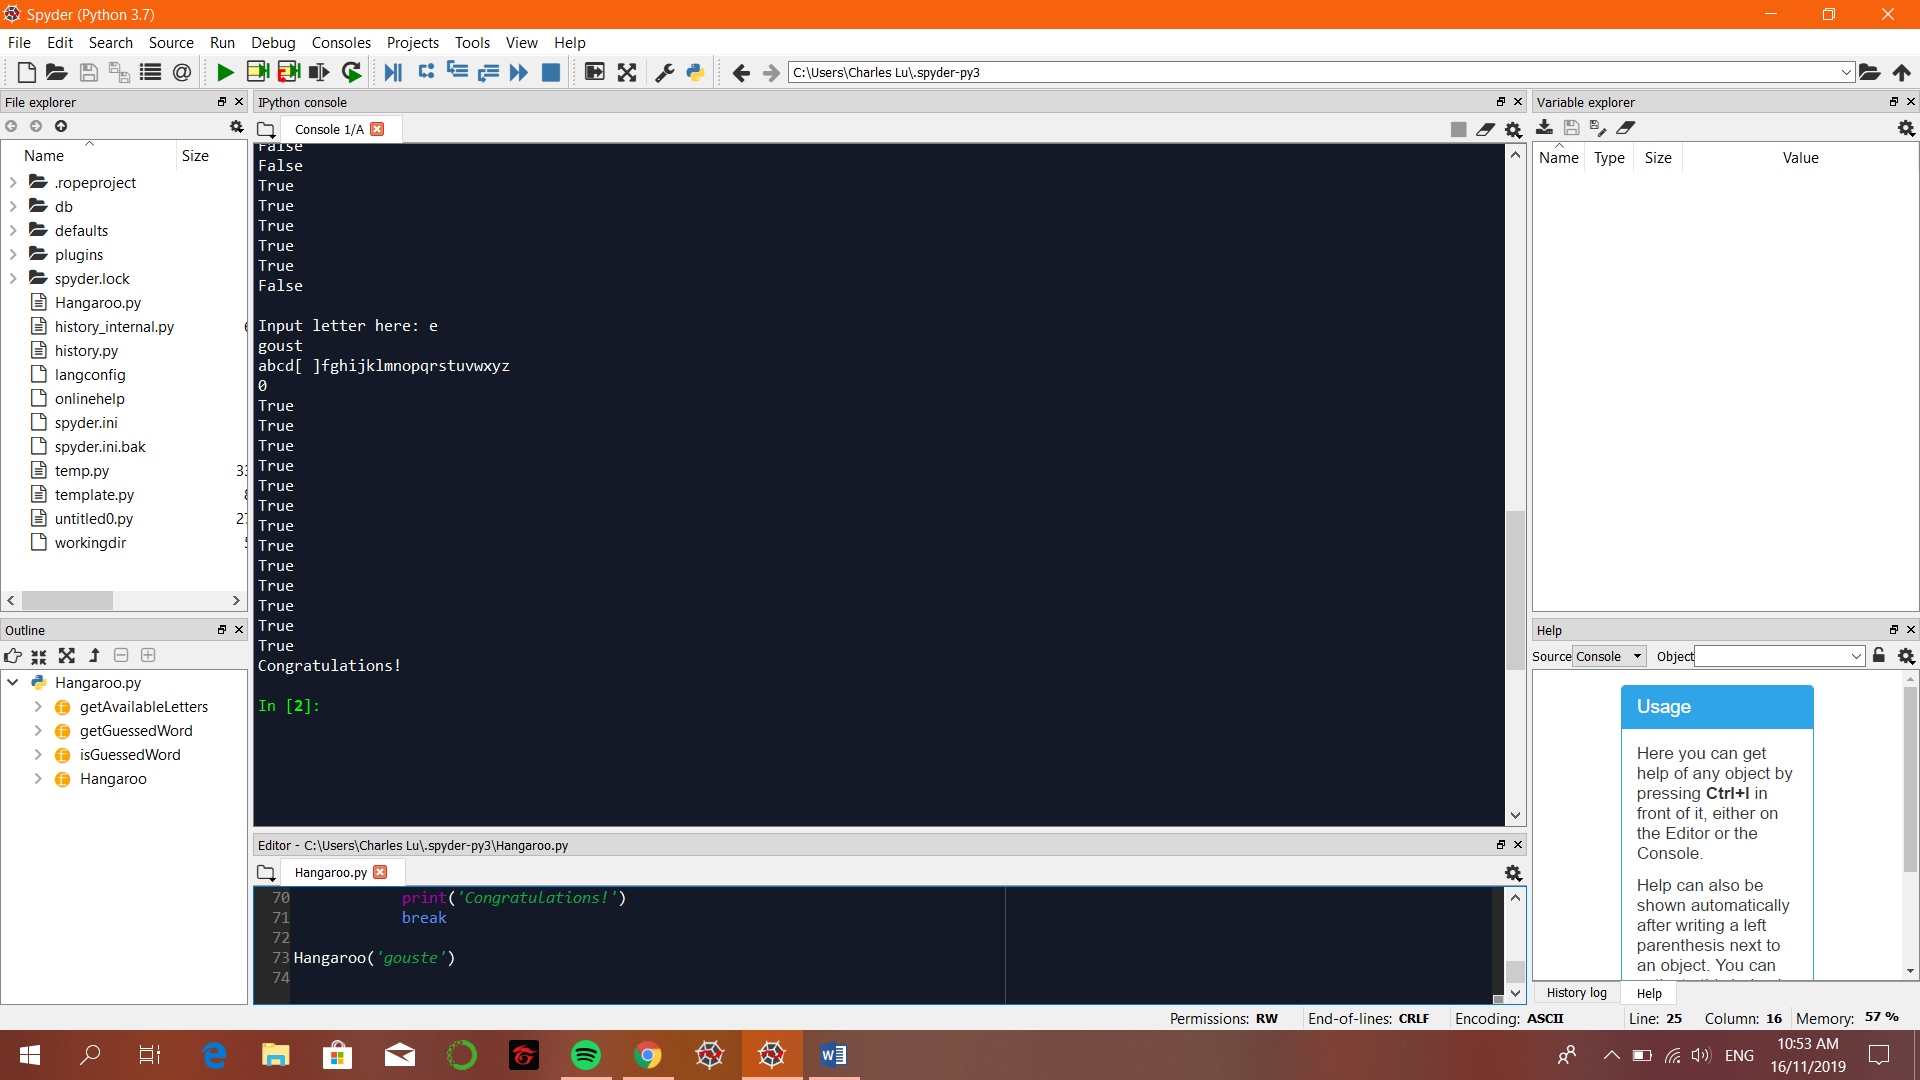 Spyder (Python 3.7)
File Edit Search Source Run Debug Consoles Projects Tools View Help
C:\Users\Charles Lu\.spyder-py3
File explorer
Name Size
.ropeproject
db
defaults
plugins
spyder.lock
Hangaroo.py
history_internal.py
history.py
langconfig
onlinehelp
spyder.ini
spyder.ini.bak
temp.py 33
template.py
untitled0.py 27
workingdir
Outline
Hangaroo.py
getAvailableLetters
getGuessedWord
isGuessedWord
Hangaroo
IPython console
Console 1/A
False
False
True
True
True
True
True
False
Input letter here: e
goust
abcd[ ]fghijklmnopqrstuvwxyz
0
True
True
True
True
True
True
True
True
True
True
True
True
True
Congratulations!
In [2]:
Editor - C:\Users\Charles Lu\.spyder-py3\Hangaroo.py
Hangaroo.py
70 print('Congratulations!')
71 break
72
73 Hangaroo('gouste')
74
Variable explorer
Name Type Size Value
Help
Source Console Object
Usage
Here you can get
help of any object by
pressing Ctrl+I in
front of it, either on
the Editor or the
Console.
Help can also be
shown automatically
after writing a left
parenthesis next to
an object. You can
History log Help
Permissions: RW End-of-lines: CRLF Encoding: ASCII Line: 25 Column: 16 Memory: 57 %
ENG
10:53 AM
16/11/2019